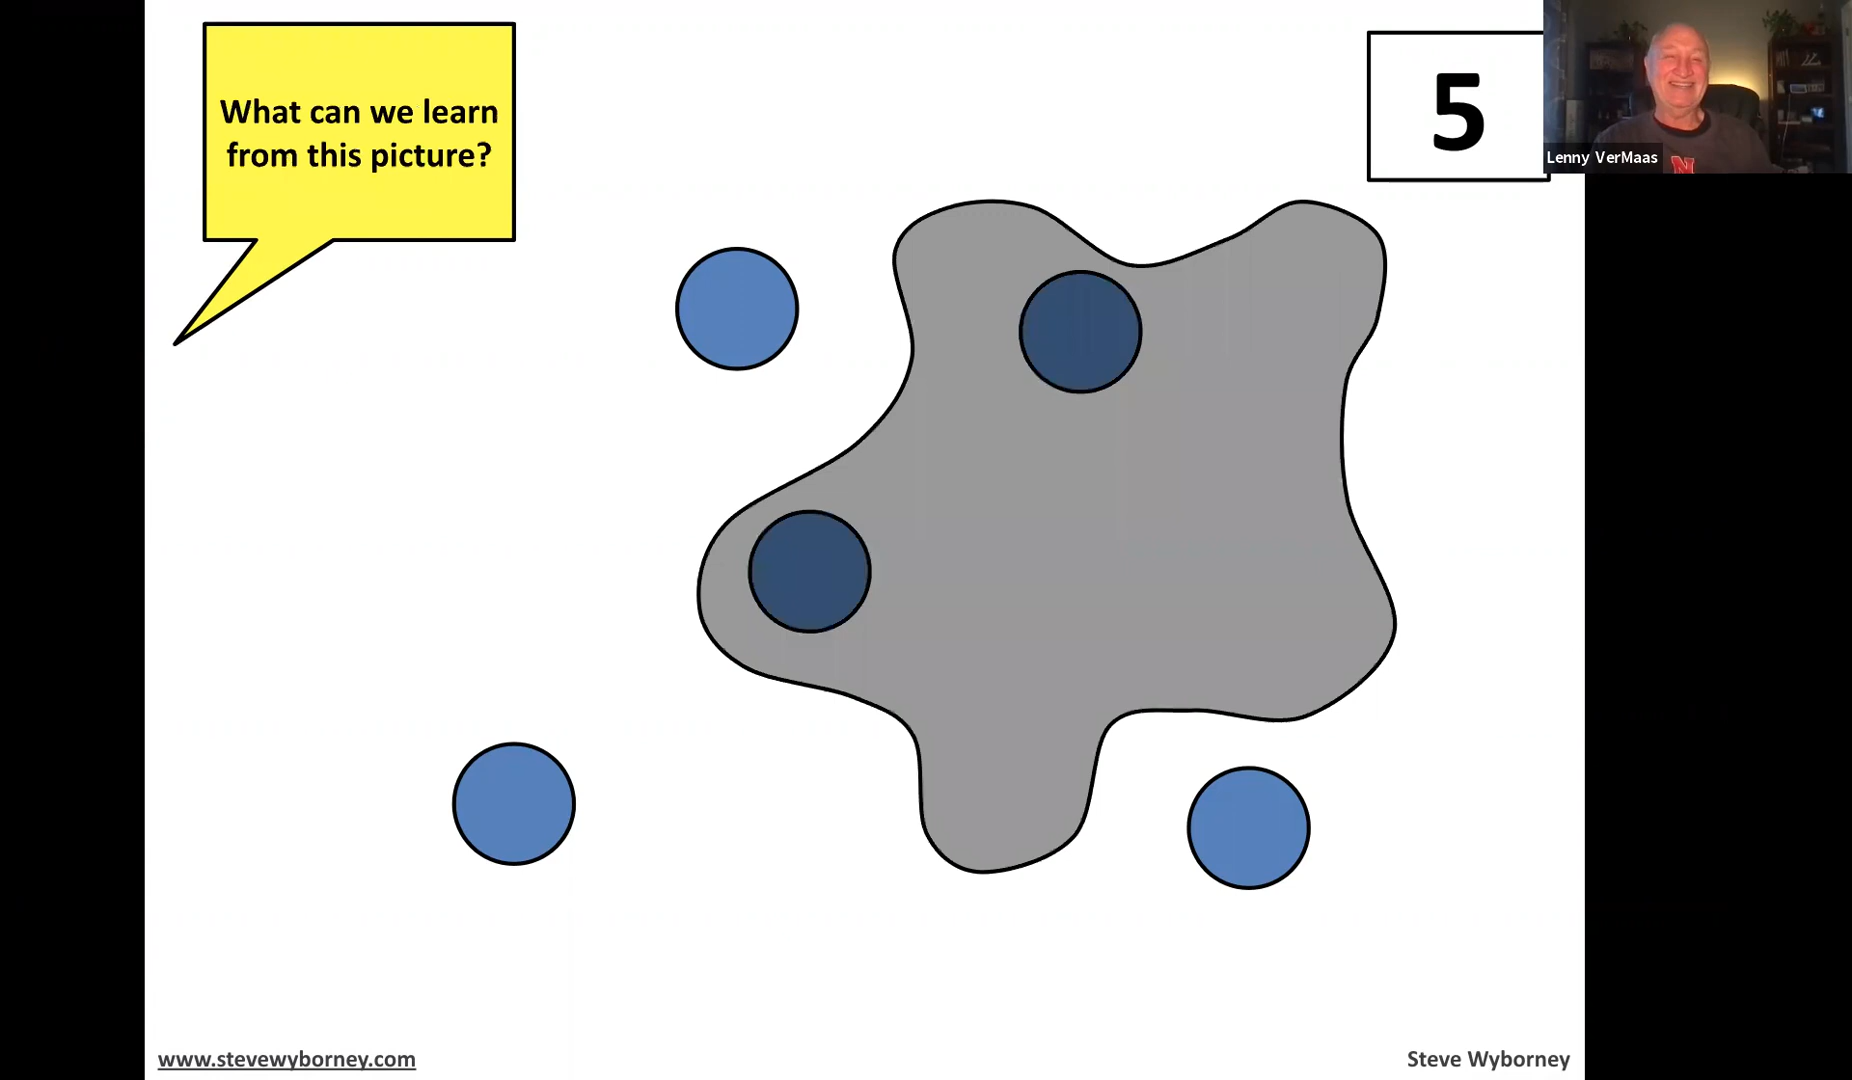 What can we learn
from this picture?
5
Lenny VerMaas
N
www.stevewyborney.com
Steve Wyborney